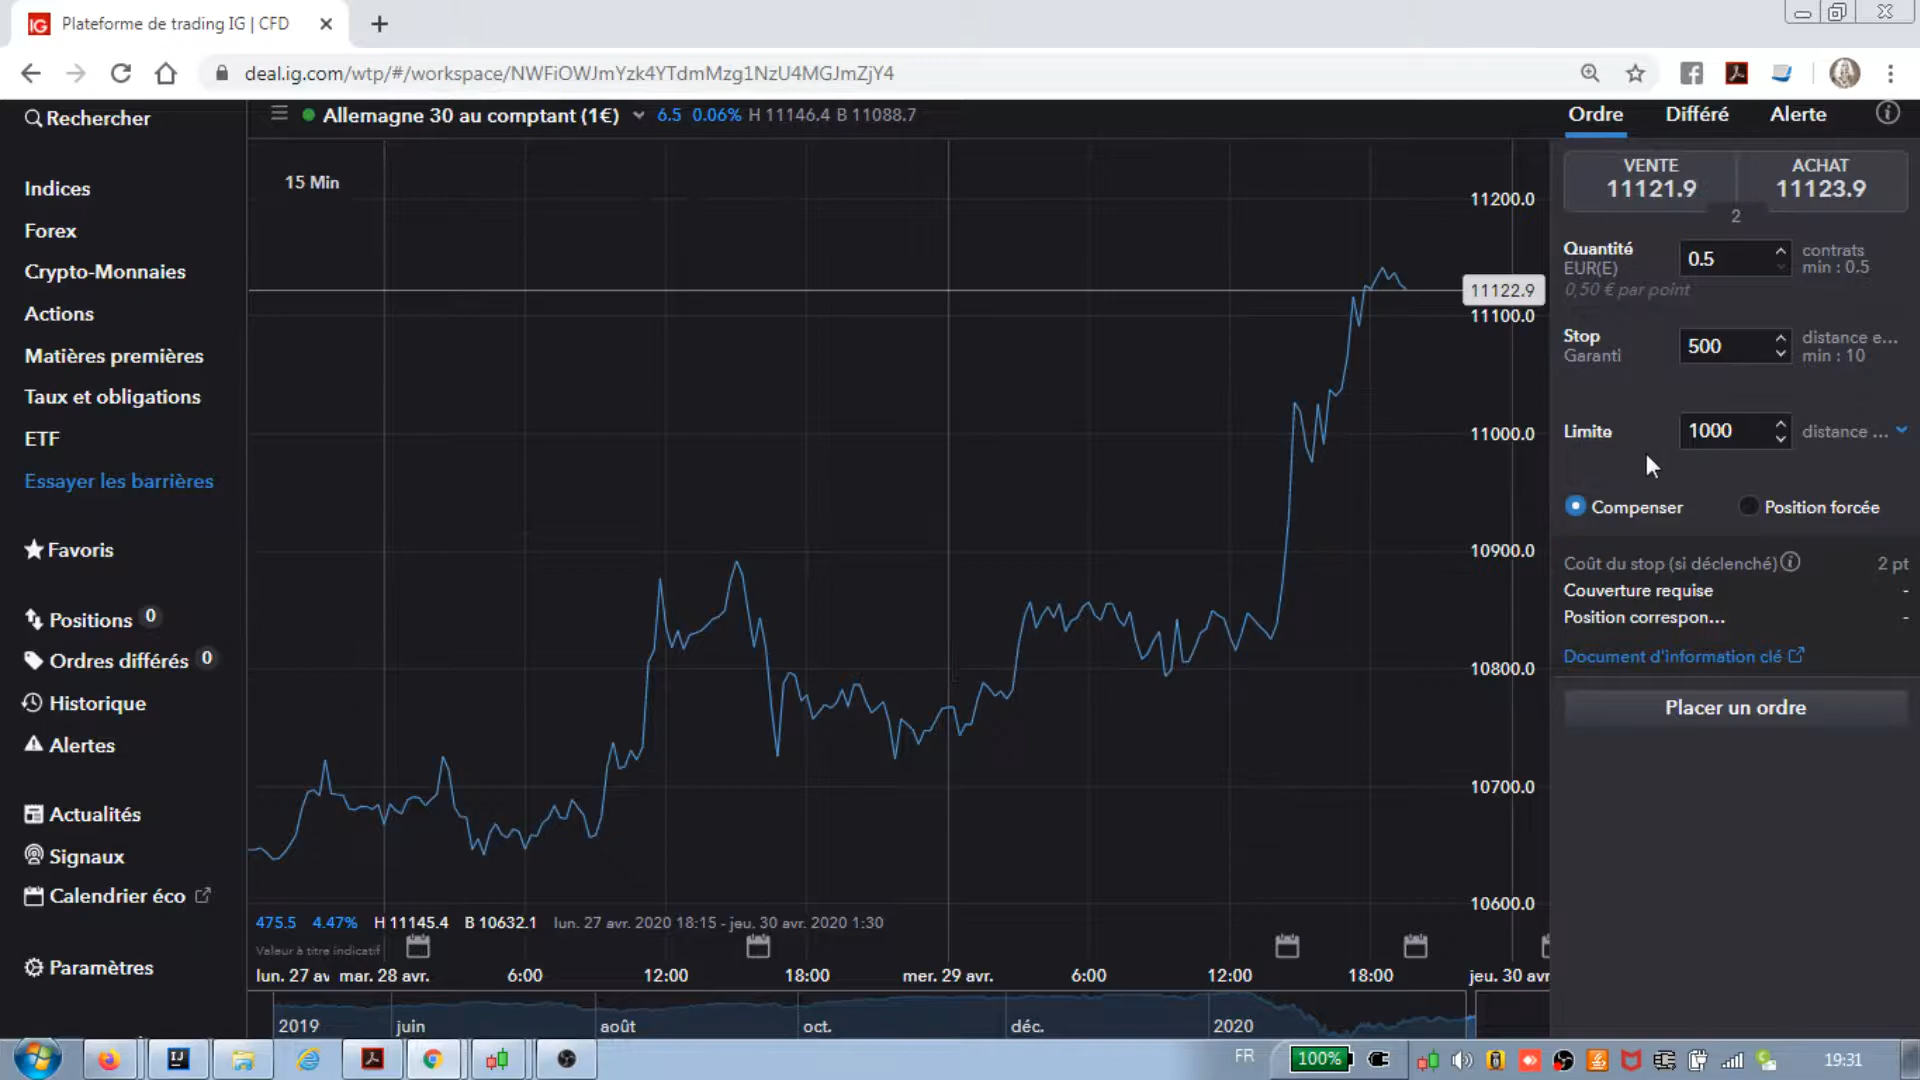 Plateforme de trading IG | CFD
deal.ig.com/wtp/#/workspace/NWFiOWJmYzk4YTdmMzg1NzU4MGJmZjY4
Rechercher
Indices
Forex
Crypto-Monnaies
Actions
Matières premières
Taux et obligations
ETF
Essayer les barrières
Favoris
Positions 0
Ordres différés 0
Historique
Alertes
Actualités
Signaux
Calendrier éco
Paramètres
Allemagne 30 au comptant (1€) 6.5 0.06% H 11146.4 B 11088.7
15 Min
11200.0
11122.9
11100.0
11000.0
10900.0
10800.0
10700.0
10600.0
475.5 4.47% H 11145.4 B 10632.1 lun. 27 avr. 2020 18:15 - jeu. 30 avr. 2020 1:30
Valeur à titre indicatif
lun. 27 av mar. 28 avr. 6:00 12:00 18:00 mer. 29 avr. 6:00 12:00 18:00 jeu. 30 avr
2019 juin août oct. déc. 2020
Ordre Différé Alerte
VENTE ACHAT
11121.9 11123.9
2
Quantité 0.5 contrats
EUR(E) min : 0.5
0,50 € par point
Stop 500 distance e...
Garanti min : 10
Limite 1000 distance ...
Compenser Position forcée
Coût du stop (si déclenché) 2 pt
Couverture requise -
Position correspon... -
Document d'information clé
Placer un ordre
FR 100% 19:31